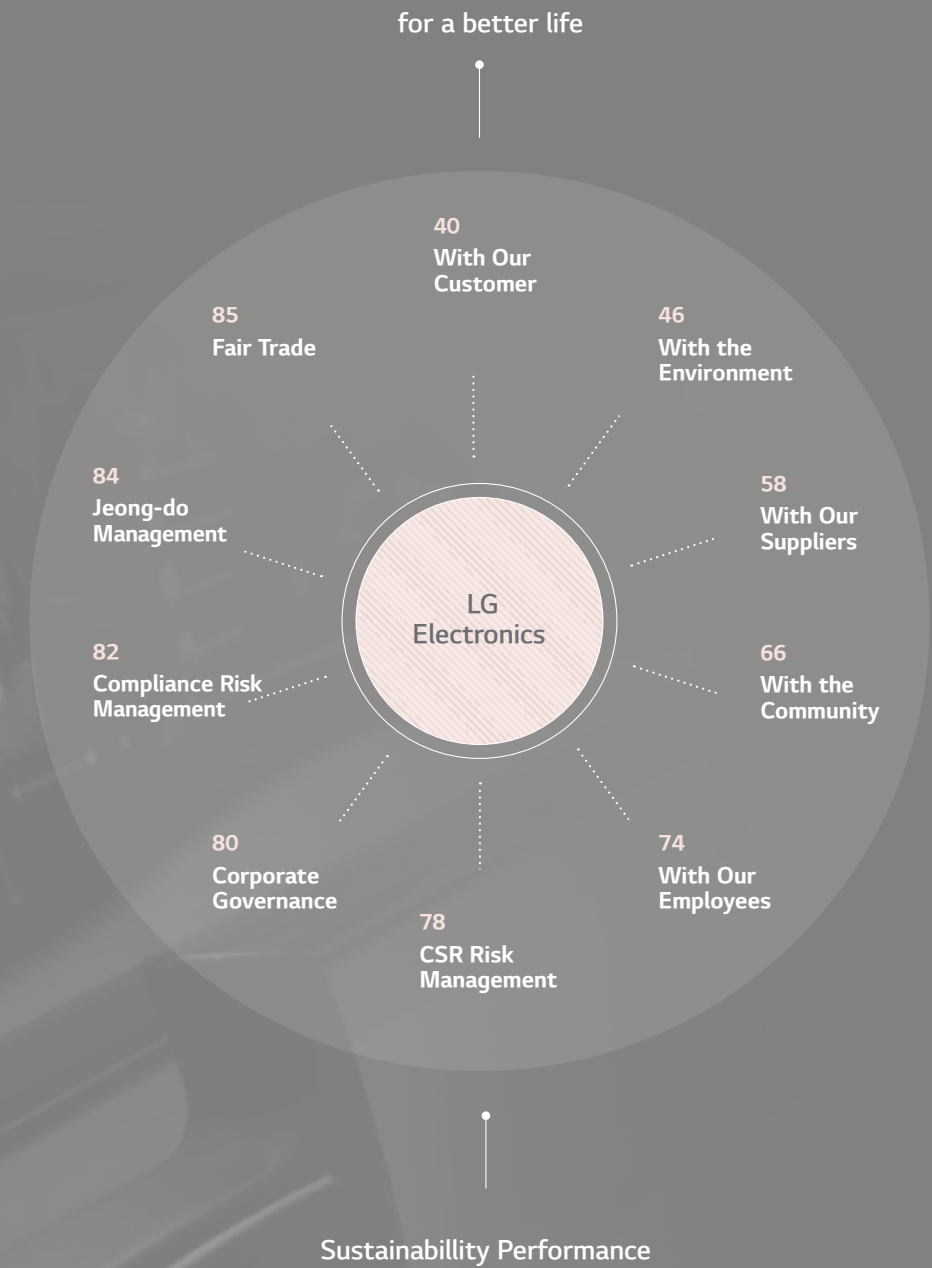 for a better life
40
With Our
Customer
46
With the
Environment
58
With Our
Suppliers
66
With the
Community
74
With Our
Employees
78
CSR Risk
Management
80
Corporate
Governance
82
Compliance Risk
Management
84
Jeong-do
Management
85
Fair Trade
LG
Electronics
Sustainabillity Performance